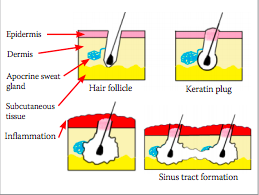 Epidermis
Dermis
Apocrine sweat
gland
Hair follicle
Keratin plug
Subcutaneous
tissue
Inflammation
Sinus tract formation